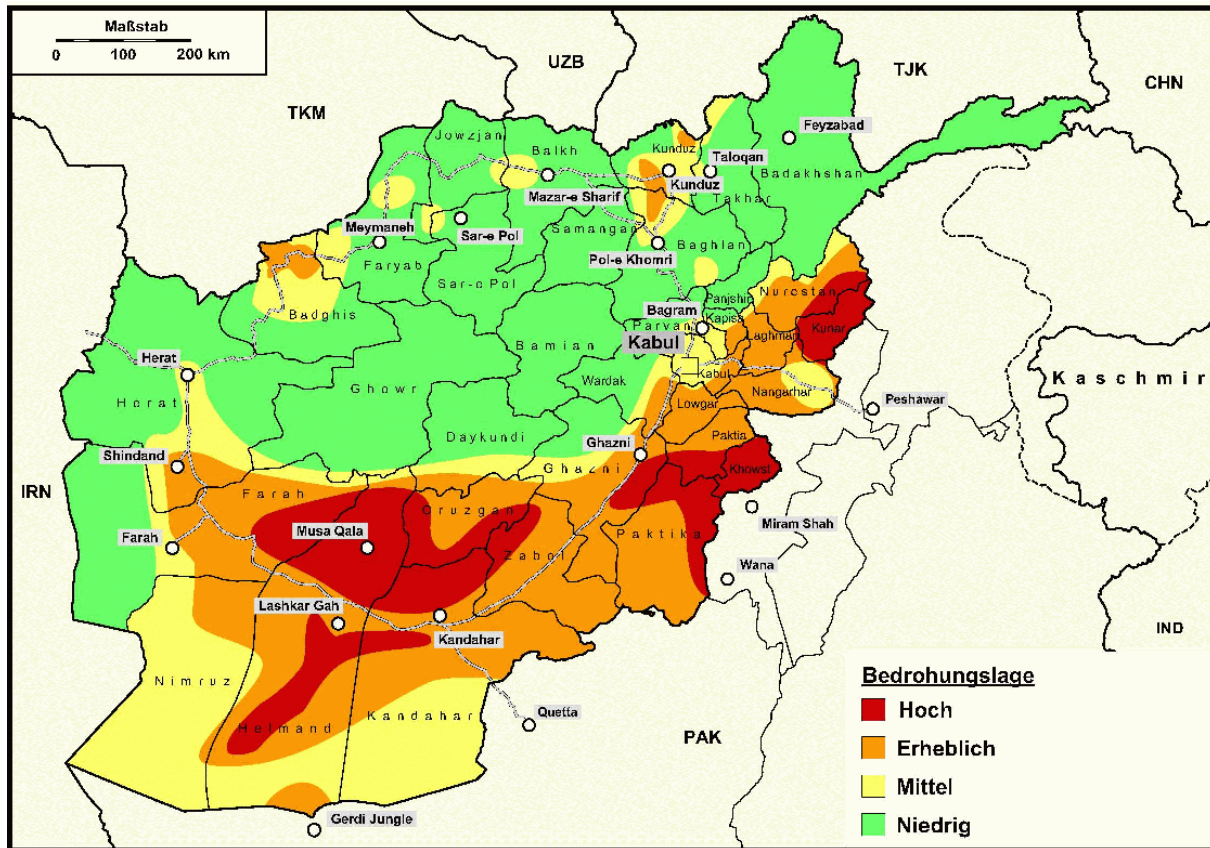 Maßstab
0 100 200 km
UZB
TJK
CHN
TKM
Feyzabad
Jowzjan
Balkh
Kunduz
Taloqan
Badakhshan
Mazar-e Sharif
Kunduz
Takhar
Meymaneh
Sar-e Pol
Samangan
Faryab
Pol-e Khomri
Baghlan
Sar-e Pol
Nurestan
Badghis
Panjshir
Bagram
Kapisa
Parvan
Kunar
Laghman
Kabul
Bamian
Herat
Kabul
Wardak
Nangarhar
Kaschmir
Ghowr
Herat
Lowgar
Peshawar
Daykundi
Paktia
Ghazni
Shindand
Ghazni
Khowst
IRN
Farah
Oruzgan
Miram Shah
Musa Qala
Farah
Zabol
Paktika
Wana
Lashkar Gah
Kandahar
IND
Nimruz
Bedrohungslage
Kandahar
Quetta
Halmand
PAK
Hoch
Erheblich
Mittel
Gerdi Jungle
Niedrig